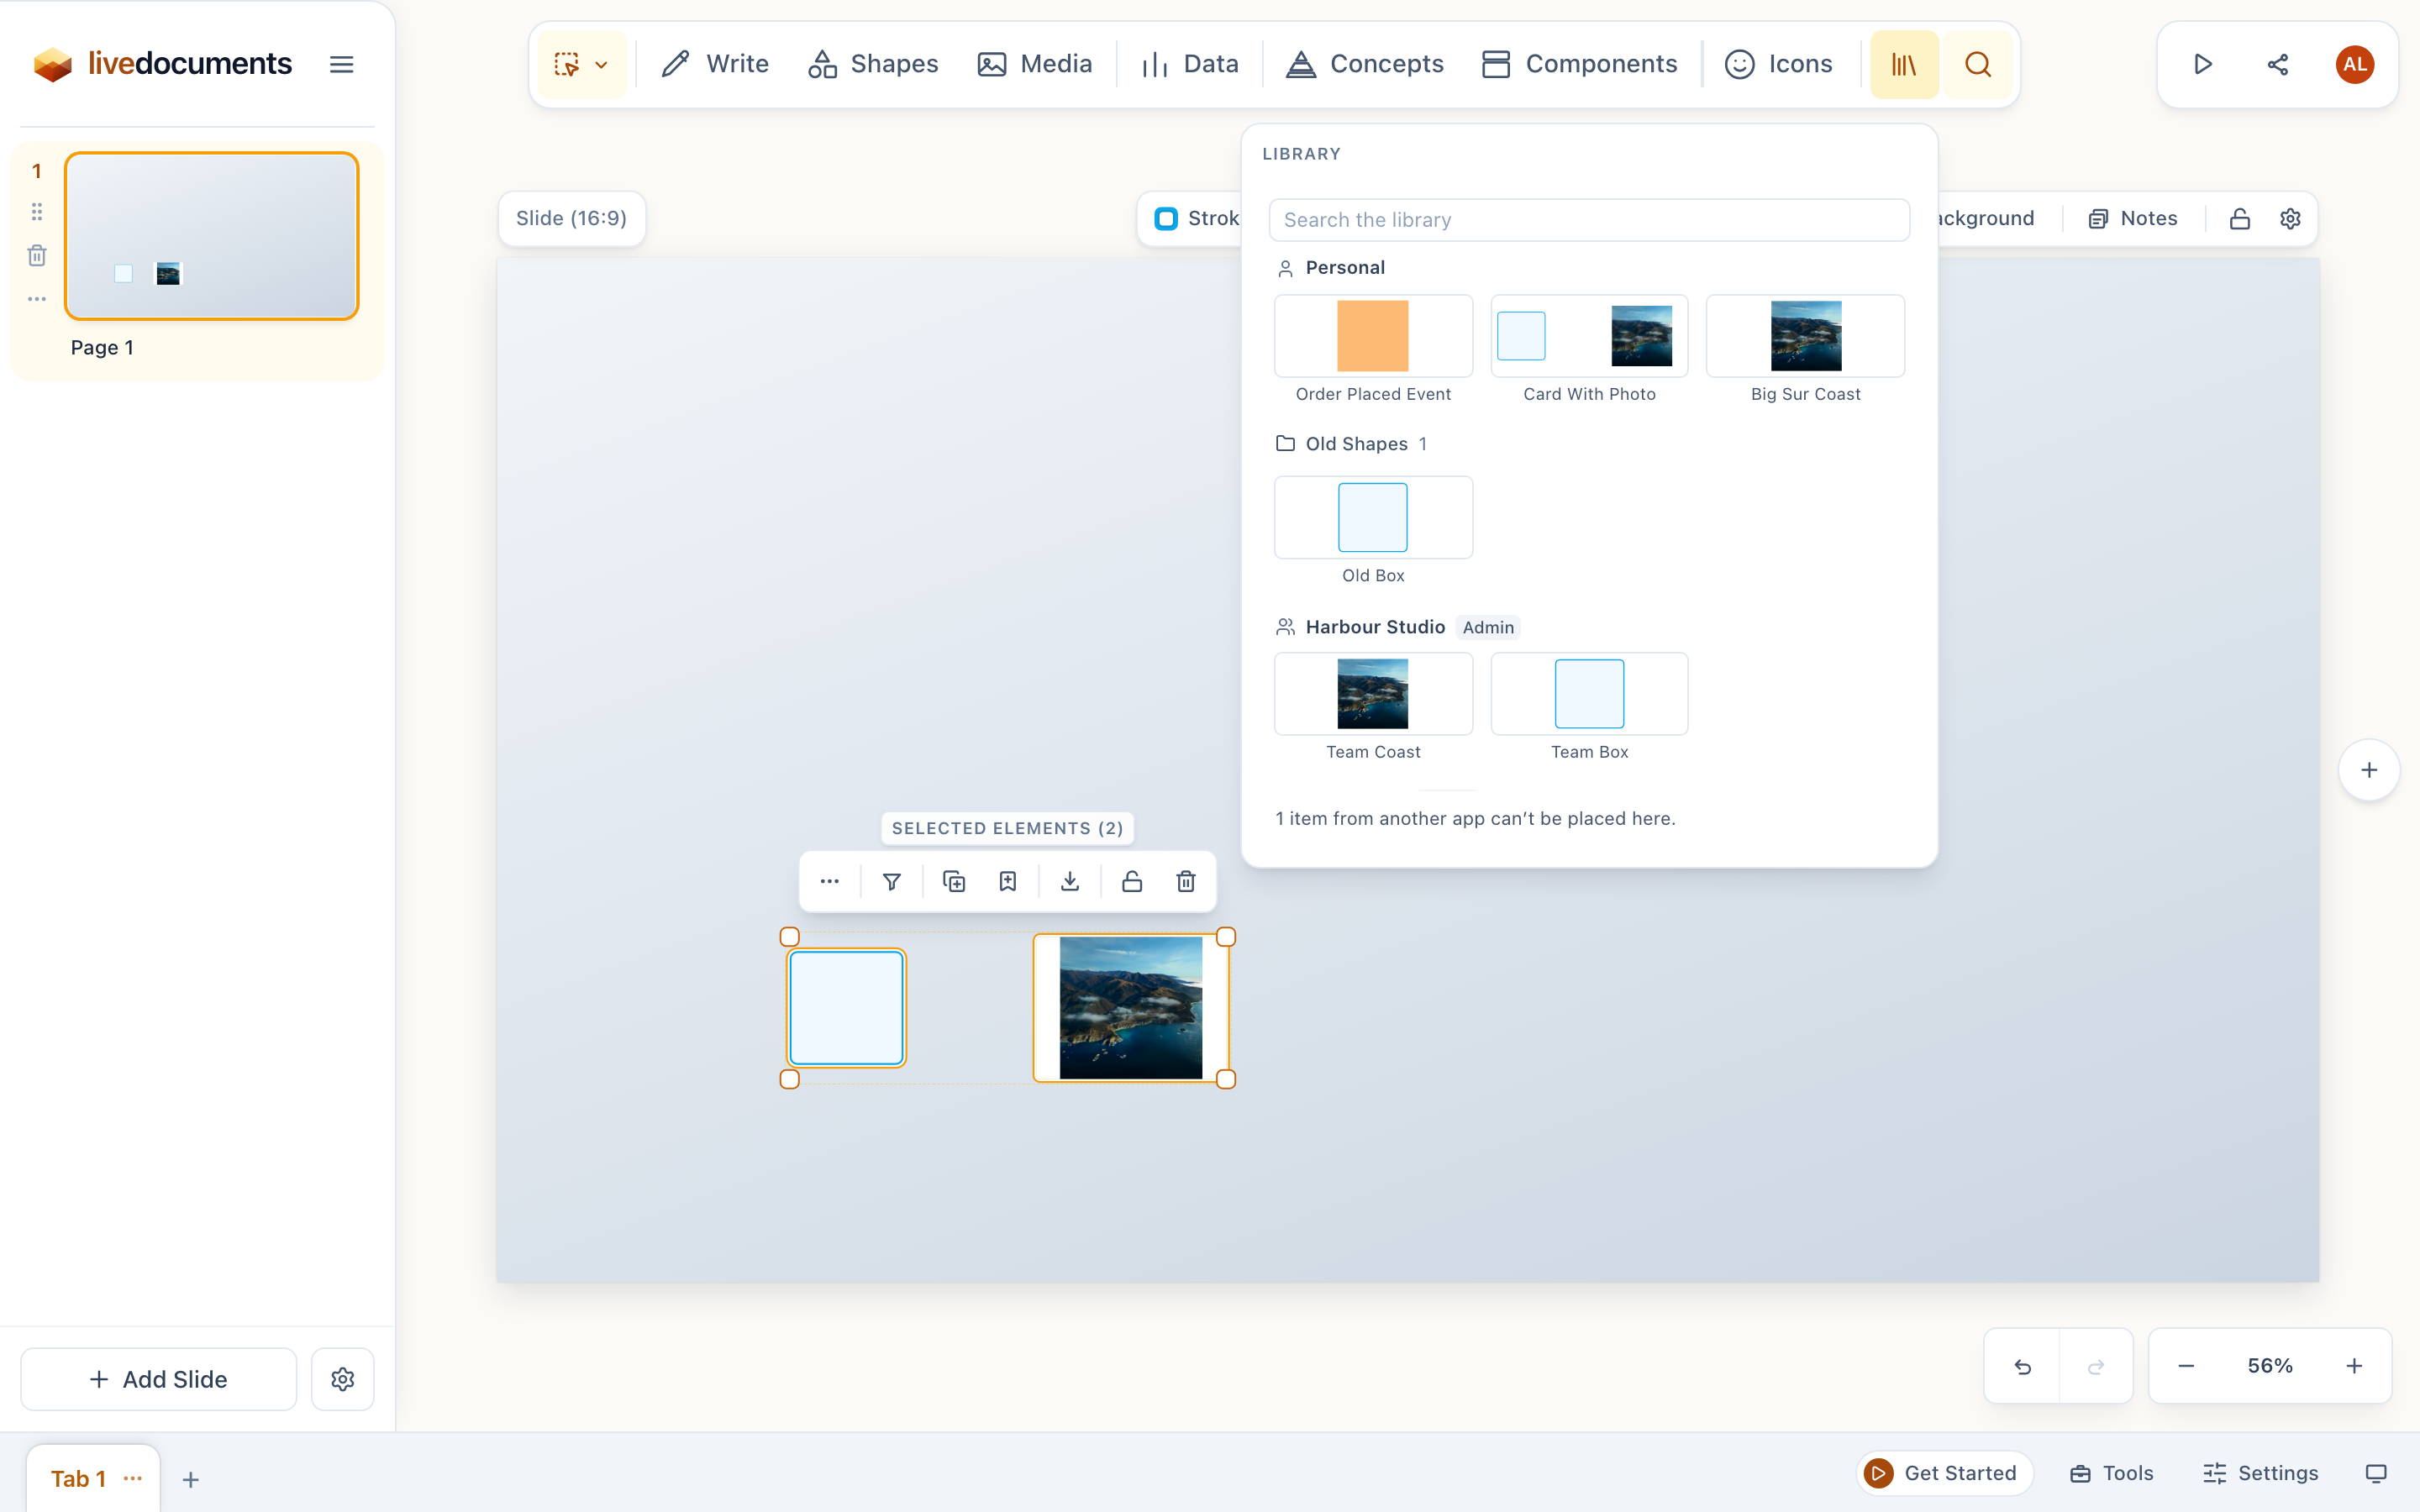 livedocuments
Write
Shapes
Media
Data
Concepts
Components
Icons
AL
1
Page 1
Slide (16:9)
Strok
ackground
Notes
LIBRARY
Search the library
Personal
Order Placed Event
Card With Photo
Big Sur Coast
Old Shapes 1
Old Box
Harbour Studio Admin
Team Coast
Team Box
1 item from another app can’t be placed here.
SELECTED ELEMENTS (2)
Add Slide
56%
Tab 1
Get Started
Tools
Settings